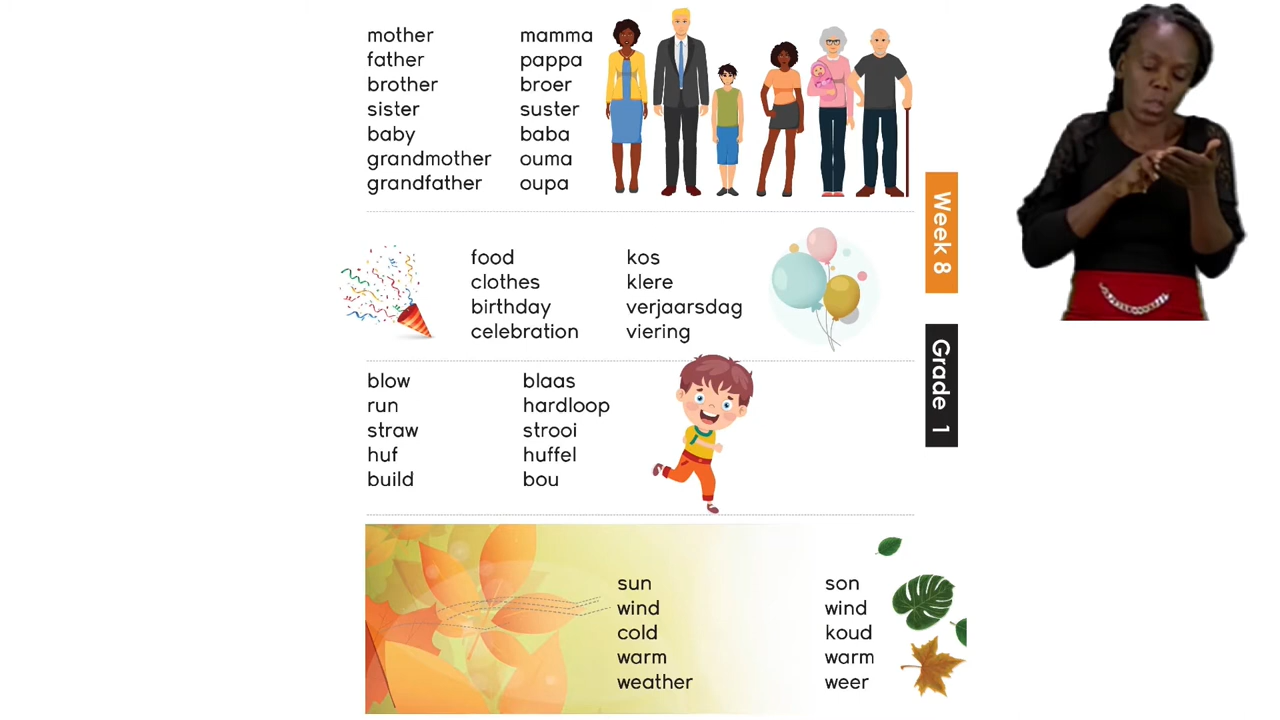 mother mamma
father pappa
brother broer
sister suster
baby baba
grandmother ouma
grandfather oupa
food kos
clothes klere
birthday verjaarsdag
celebration viering
blow blaas
run hardloop
straw strooi
huf huffel
build bou
sun son
wind wind
cold koud
warm warm
weather weer
Week 8
Grade 1